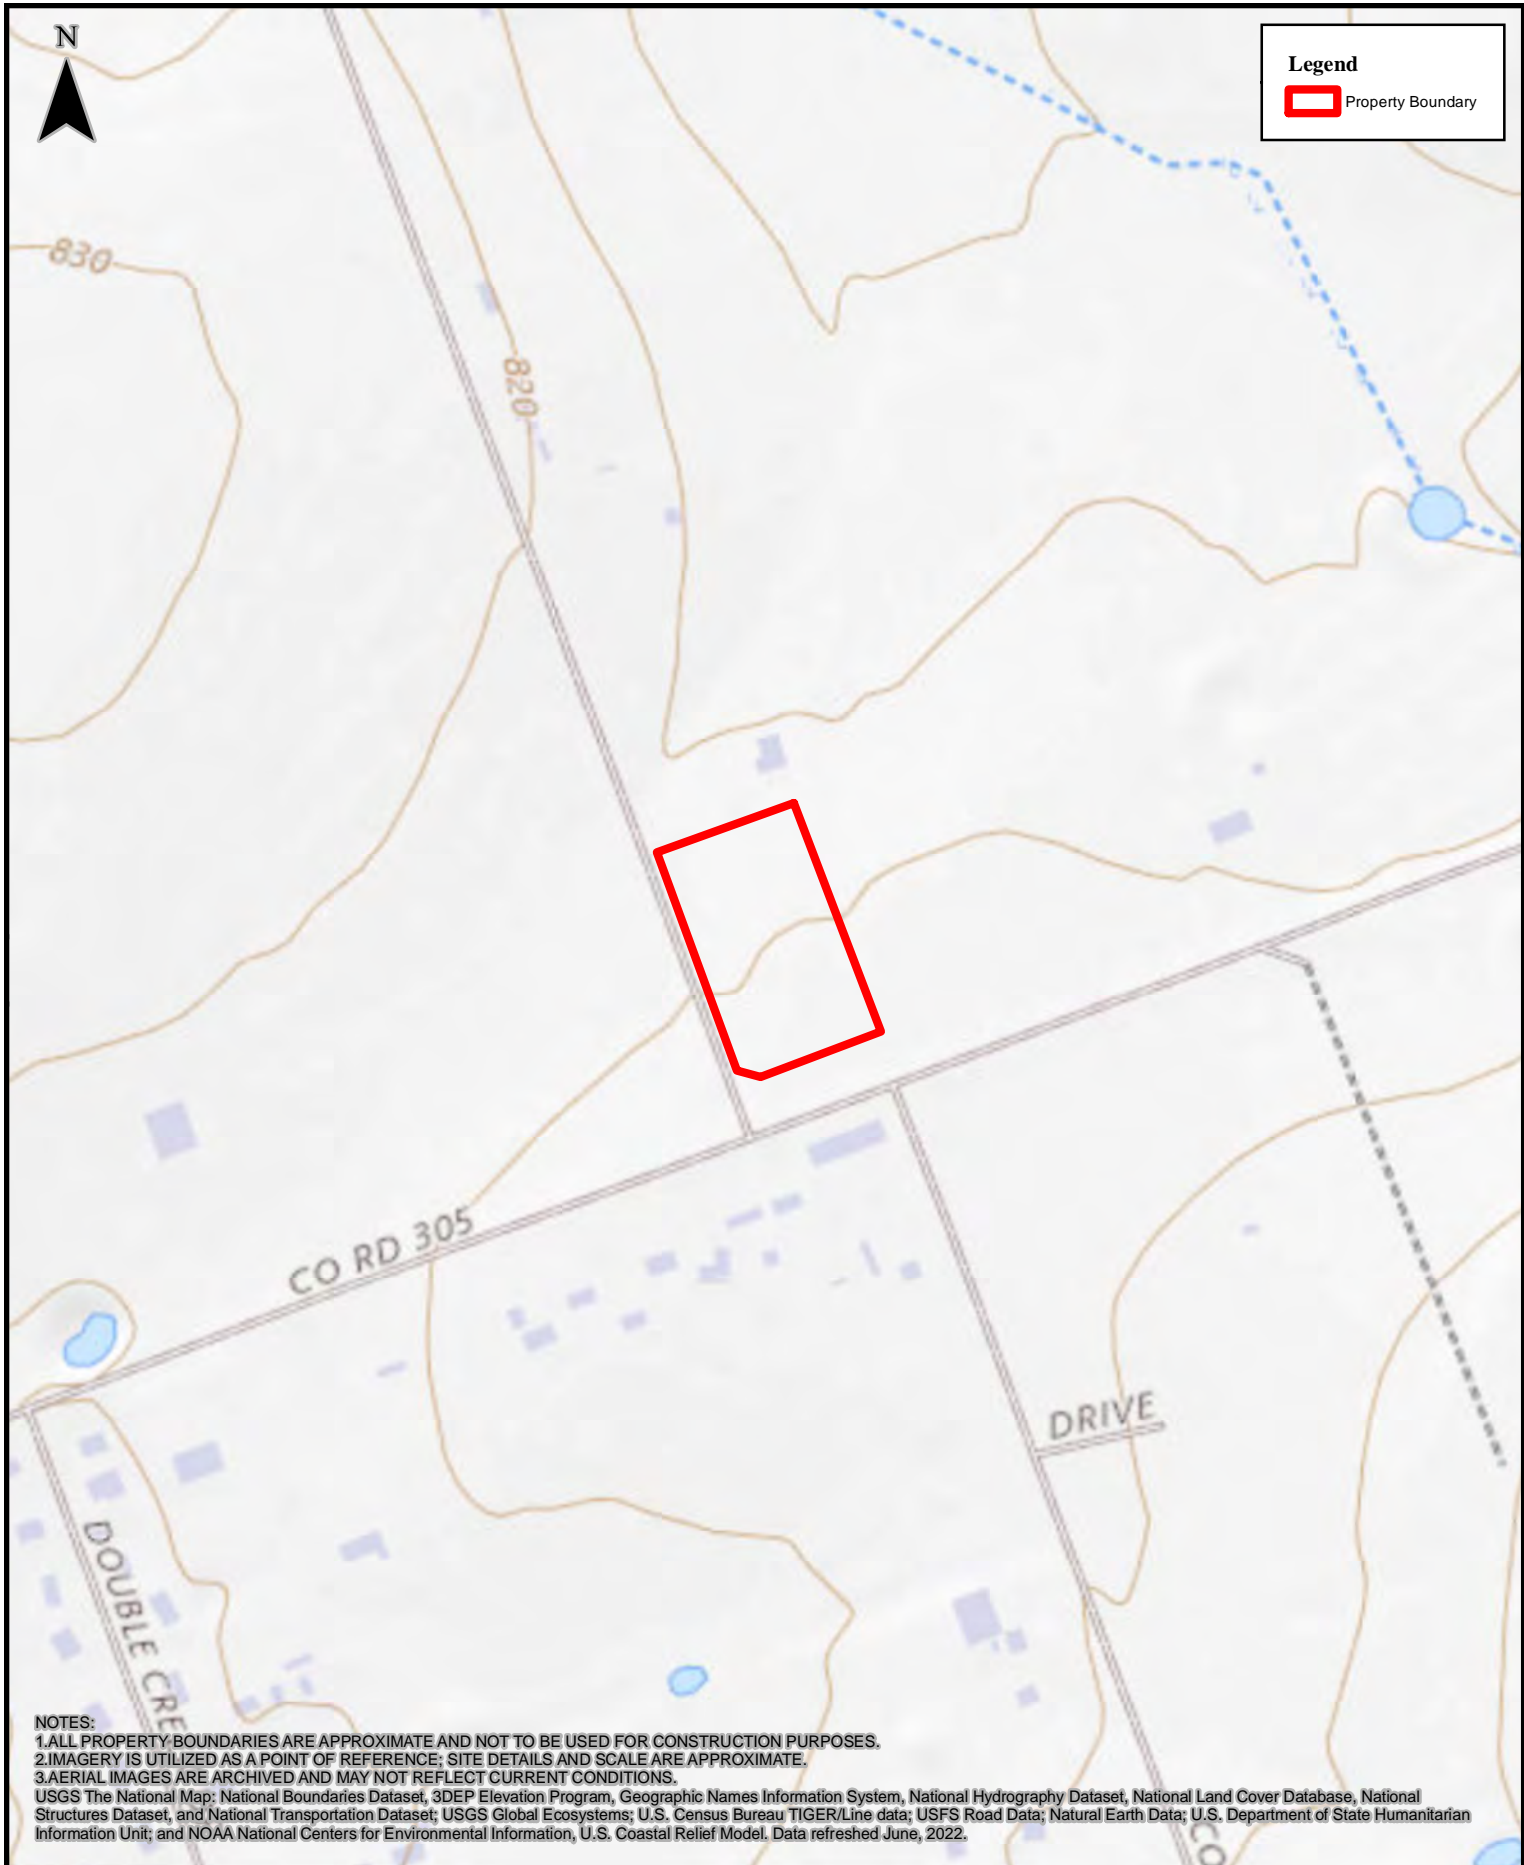 N
Legend
Property Boundary
830
820
CO RD 305
DRIVE
DOUBLE CRE
CO
NOTES:
1.ALL PROPERTY BOUNDARIES ARE APPROXIMATE AND NOT TO BE USED FOR CONSTRUCTION PURPOSES.
2.IMAGERY IS UTILIZED AS A POINT OF REFERENCE; SITE DETAILS AND SCALE ARE APPROXIMATE.
3.AERIAL IMAGES ARE ARCHIVED AND MAY NOT REFLECT CURRENT CONDITIONS.
USGS The National Map: National Boundaries Dataset, 3DEP Elevation Program, Geographic Names Information System, National Hydrography Dataset, National Land Cover Database, National
Structures Dataset, and National Transportation Dataset; USGS Global Ecosystems; U.S. Census Bureau TIGER/Line data; USFS Road Data; Natural Earth Data; U.S. Department of State Humanitarian
Information Unit; and NOAA National Centers for Environmental Information, U.S. Coastal Relief Model. Data refreshed June, 2022.